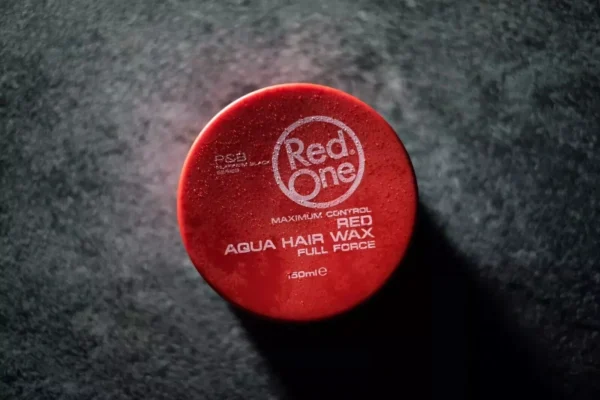 Red
One
P&B
MAXIMUM CONTROL
RED
AQUA HAIR WAX
FULL FORCE
150ml e